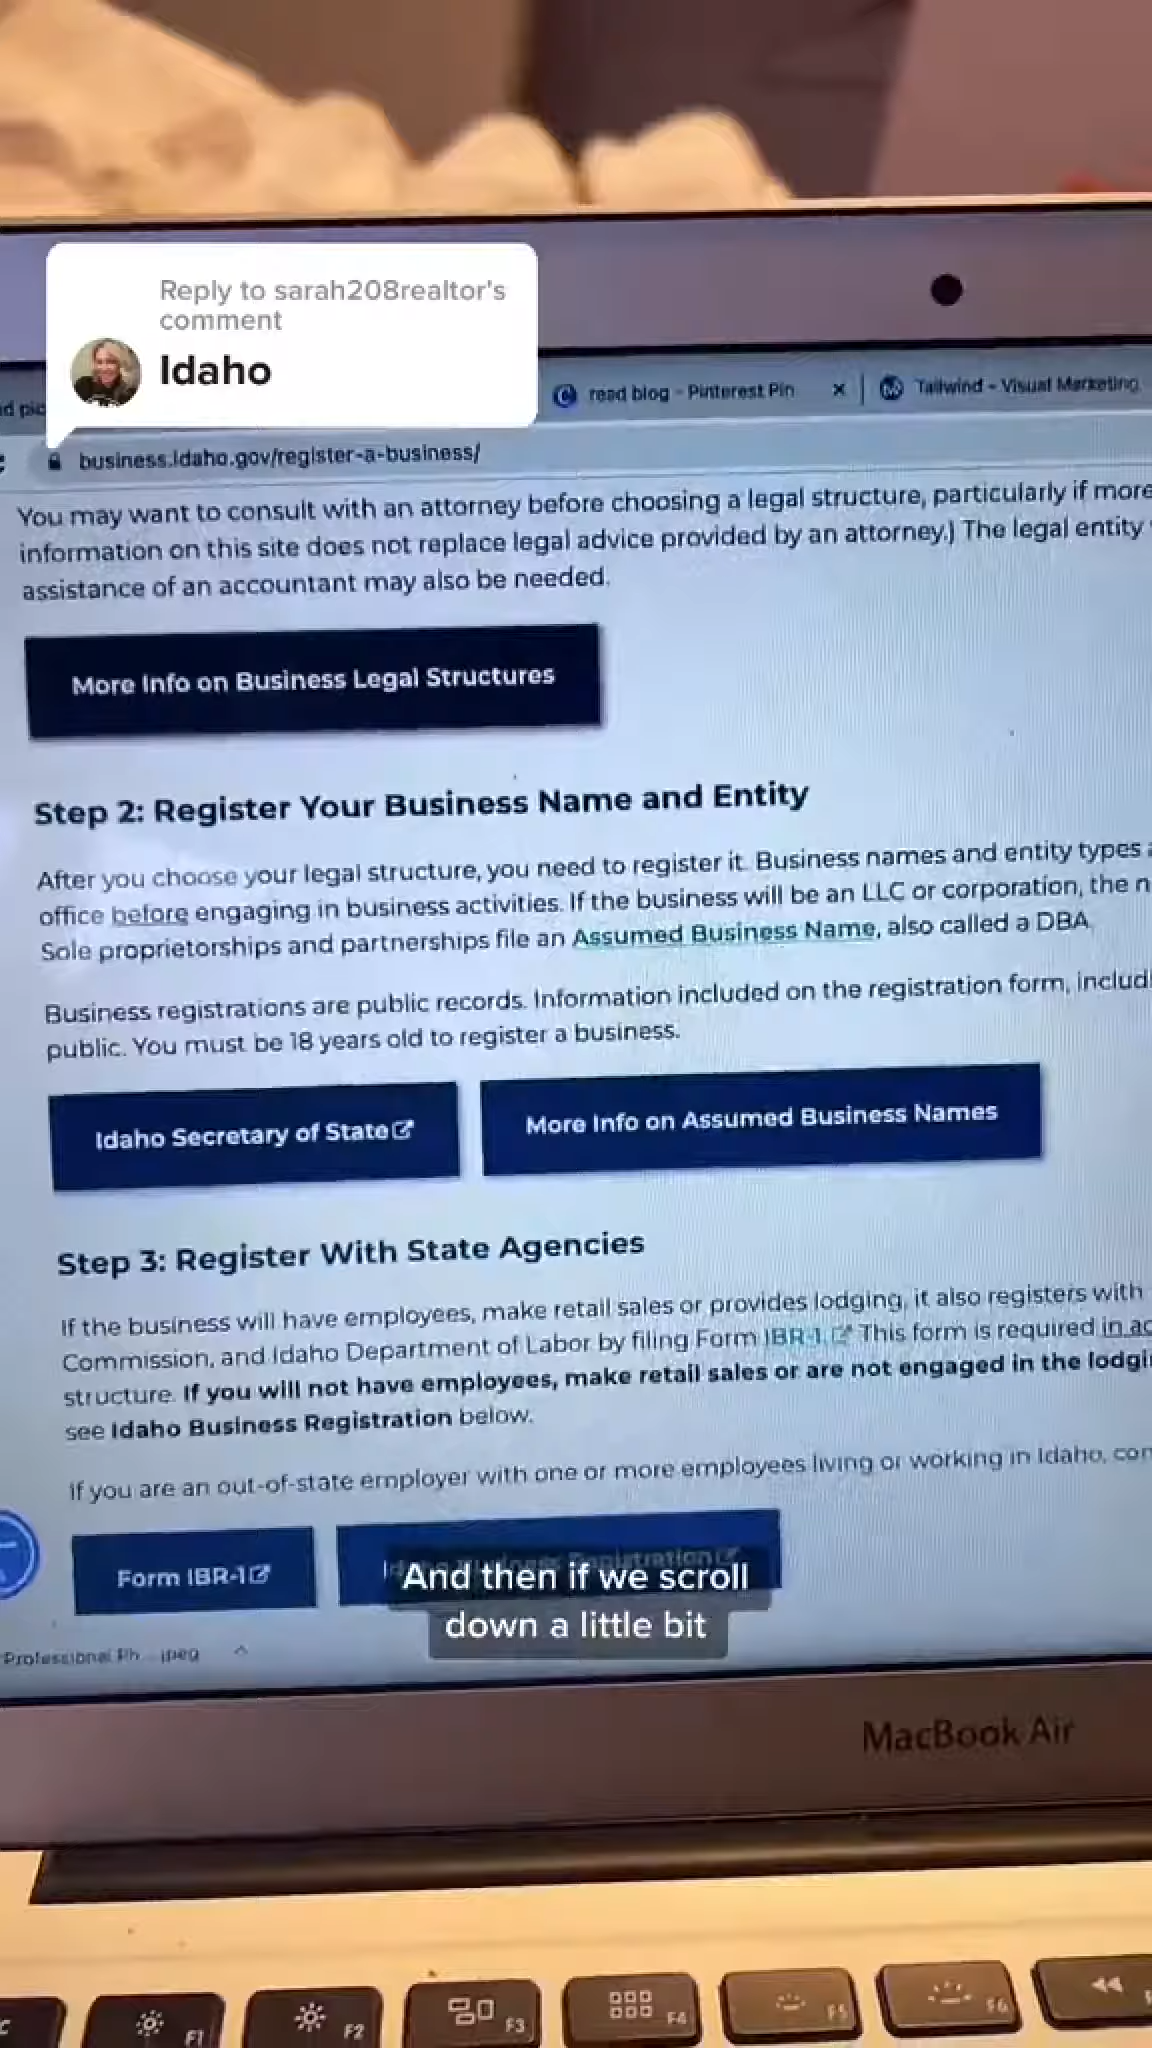 Reply to sarah208realtor's
comment
Idaho
read blog - Pinterest Pin
Tailwind - Visual Marketing
business.idaho.gov/register-a-business/
You may want to consult with an attorney before choosing a legal structure, particularly if more
information on this site does not replace legal advice provided by an attorney.) The legal entity
assistance of an accountant may also be needed.
More Info on Business Legal Structures
Step 2: Register Your Business Name and Entity
After you choose your legal structure, you need to register it. Business names and entity types
office before engaging in business activities. If the business will be an LLC or corporation, the
Sole proprietorships and partnerships file an Assumed Business Name, also called a DBA.
Business registrations are public records. Information included on the registration form,
public. You must be 18 years old to register a business.
Idaho Secretary of State
More Info on Assumed Business Names
Step 3: Register With State Agencies
If the business will have employees, make retail sales or provides lodging, it also registers with
Commission, and Idaho Department of Labor by filing Form IBR-1. This form is required in
structure. If you will not have employees, make retail sales or are not engaged in the
see Idaho Business Registration below.
If you are an out-of-state employer with one or more employees living or working in Idaho,
Form IBR-1
Idaho Business Registration
And then if we scroll
down a little bit
Professional Ph....jpeg
MacBook Air
F1
F2
F3
F4
F5
F6